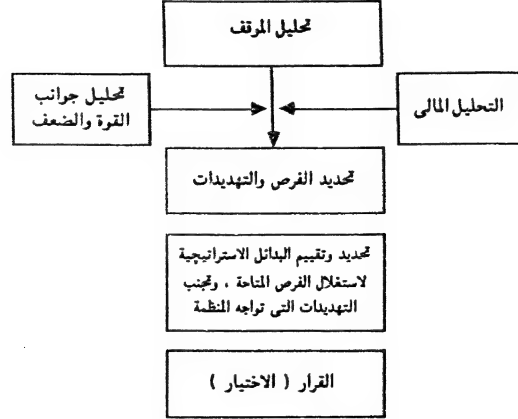 تحليل الموقف
تحليل جوانب
القوة والضعف
التحليل المالى
تحديد الفرص والتهديدات
تحديد وتقييم البدائل الاستراتيجية
لاستغلال الفرص المتاحة ، وتجنب
التهديدات التى تواجه المنظمة
القرار ( الاختيار )